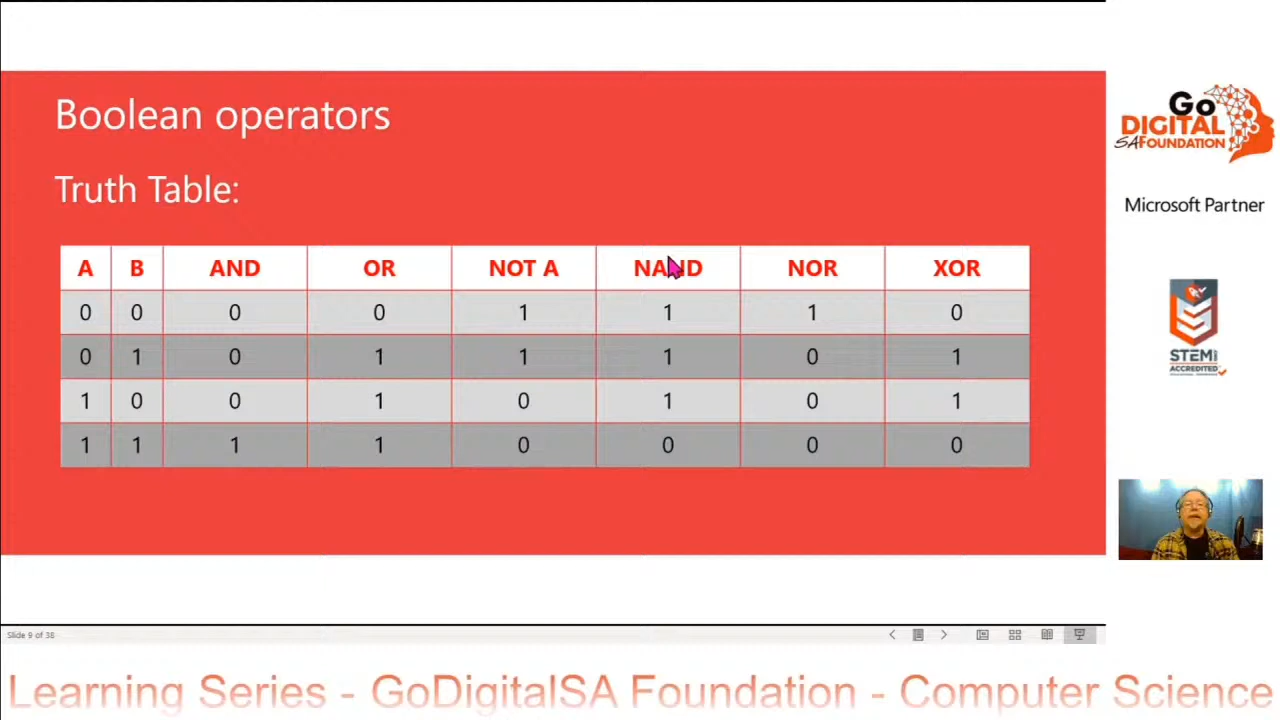 Boolean operators
Truth Table:
A B AND OR NOT A NAND NOR XOR
0 0 0 0 1 1 1 0
0 1 0 1 1 1 0 1
1 0 0 1 0 1 0 1
1 1 1 1 0 0 0 0
Go
DIGITAL
SA FOUNDATION
Microsoft Partner
STEM
ACCREDITED
Slide 9 of 38
Learning Series - GoDigitalSA Foundation - Computer Science